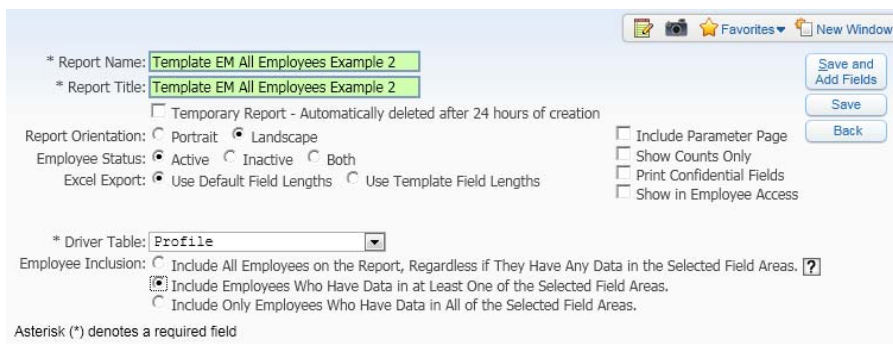 Favorites New Window
* Report Name: Template EM All Employees Example 2
* Report Title: Template EM All Employees Example 2
Temporary Report - Automatically deleted after 24 hours of creation
Save and Add Fields
Save
Back
Report Orientation: Portrait Landscape
Employee Status: Active Inactive Both
Excel Export: Use Default Field Lengths Use Template Field Lengths
Include Parameter Page
Show Counts Only
Print Confidential Fields
Show in Employee Access
* Driver Table: Profile
Employee Inclusion: Include All Employees on the Report, Regardless if They Have Any Data in the Selected Field Areas. ?
Include Employees Who Have Data in at Least One of the Selected Field Areas.
Include Only Employees Who Have Data in All of the Selected Field Areas.
Asterisk (*) denotes a required field